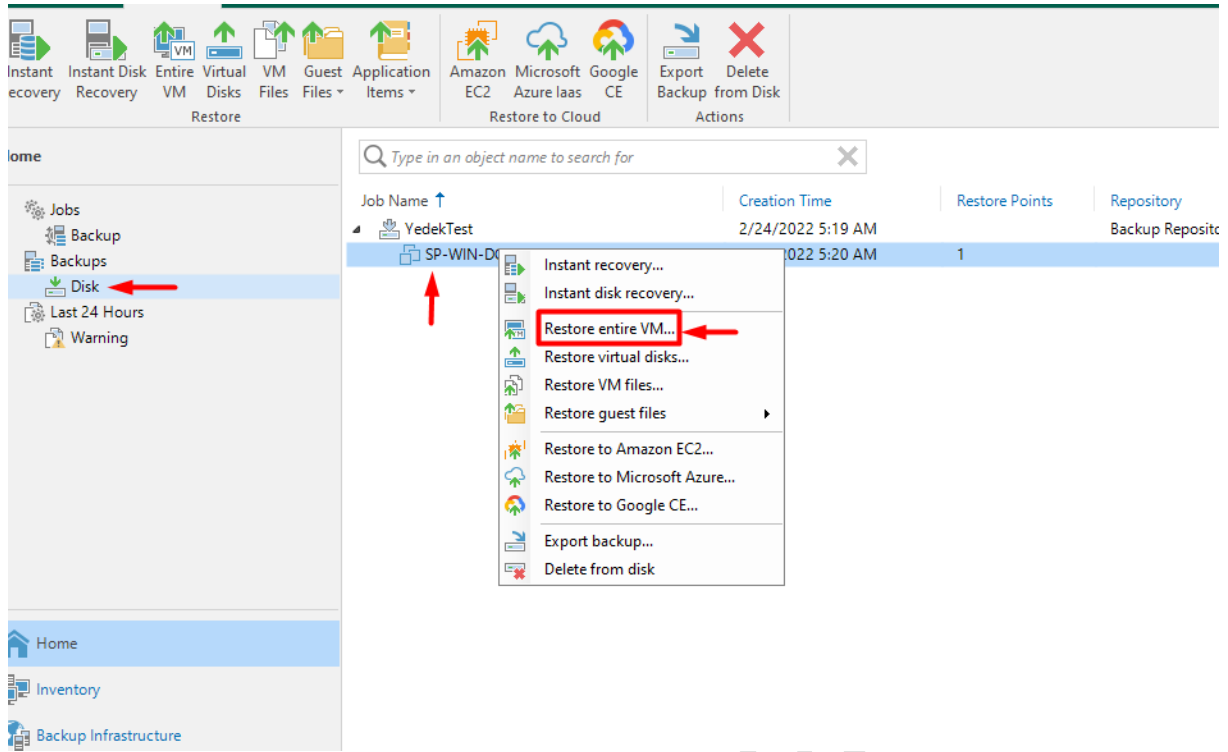 Instant Recovery
Instant Disk Recovery
Entire VM
Virtual Disks
VM Files
Guest Files
Application Items
Amazon EC2
Microsoft Azure Iaas
Google CE
Export Backup
Delete from Disk
Restore
Restore to Cloud
Actions
Home
Type in an object name to search for
Jobs
Backup
Backups
Disk
Last 24 Hours
Warning
Job Name
Creation Time
Restore Points
Repository
YedekTest
2/24/2022 5:19 AM
Backup Reposito
SP-WIN-D
022 5:20 AM
1
Instant recovery...
Instant disk recovery...
Restore entire VM...
Restore virtual disks...
Restore VM files...
Restore guest files
Restore to Amazon EC2...
Restore to Microsoft Azure...
Restore to Google CE...
Export backup...
Delete from disk
Home
Inventory
Backup Infrastructure